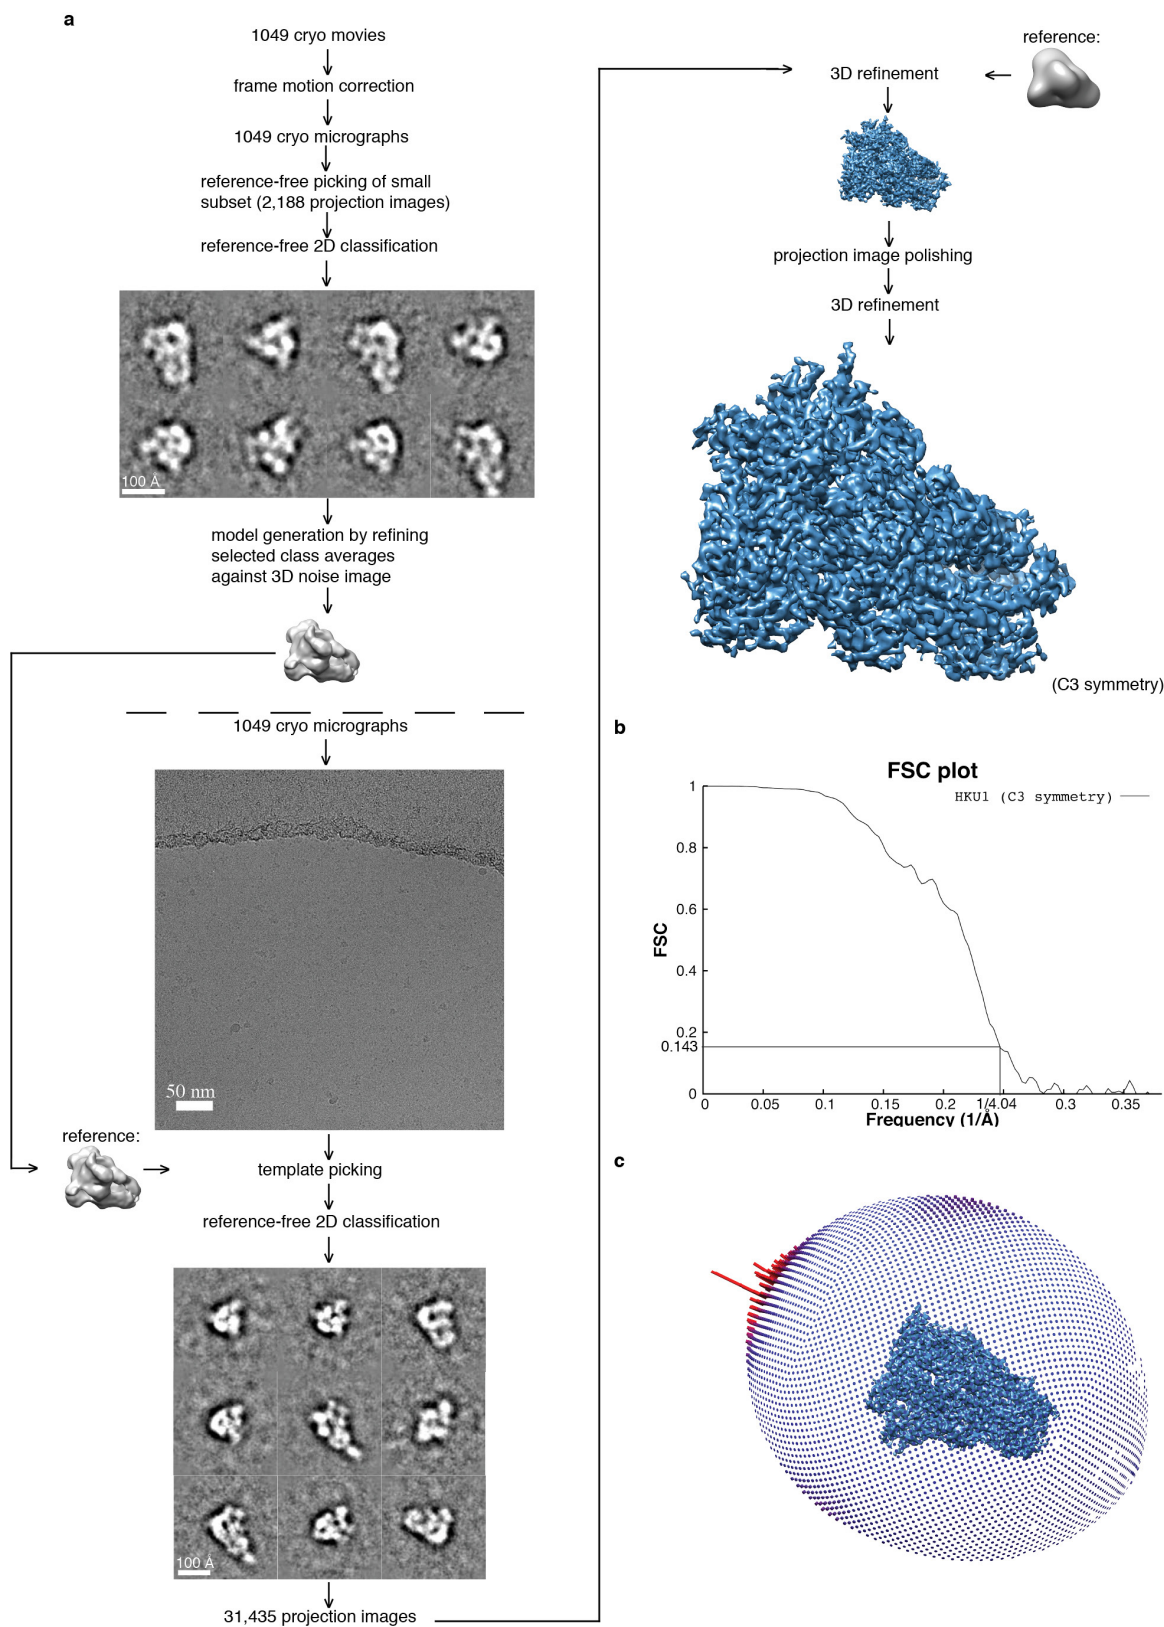 a
1049 cryo movies
frame motion correction
1049 cryo micrographs
reference-free picking of small
subset (2,188 projection images)
reference-free 2D classification
100 Å
model generation by refining
selected class averages
against 3D noise image
1049 cryo micrographs
50 nm
reference:
template picking
reference-free 2D classification
100 Å
31,435 projection images
reference:
3D refinement
projection image polishing
3D refinement
(C3 symmetry)
b
FSC plot
HKU1 (C3 symmetry)
FSC
1
0.8
0.6
0.4
0.2
0.143
0
0 0.05 0.1 0.15 0.2 1/4.04 0.3 0.35
Frequency (1/Å)
c